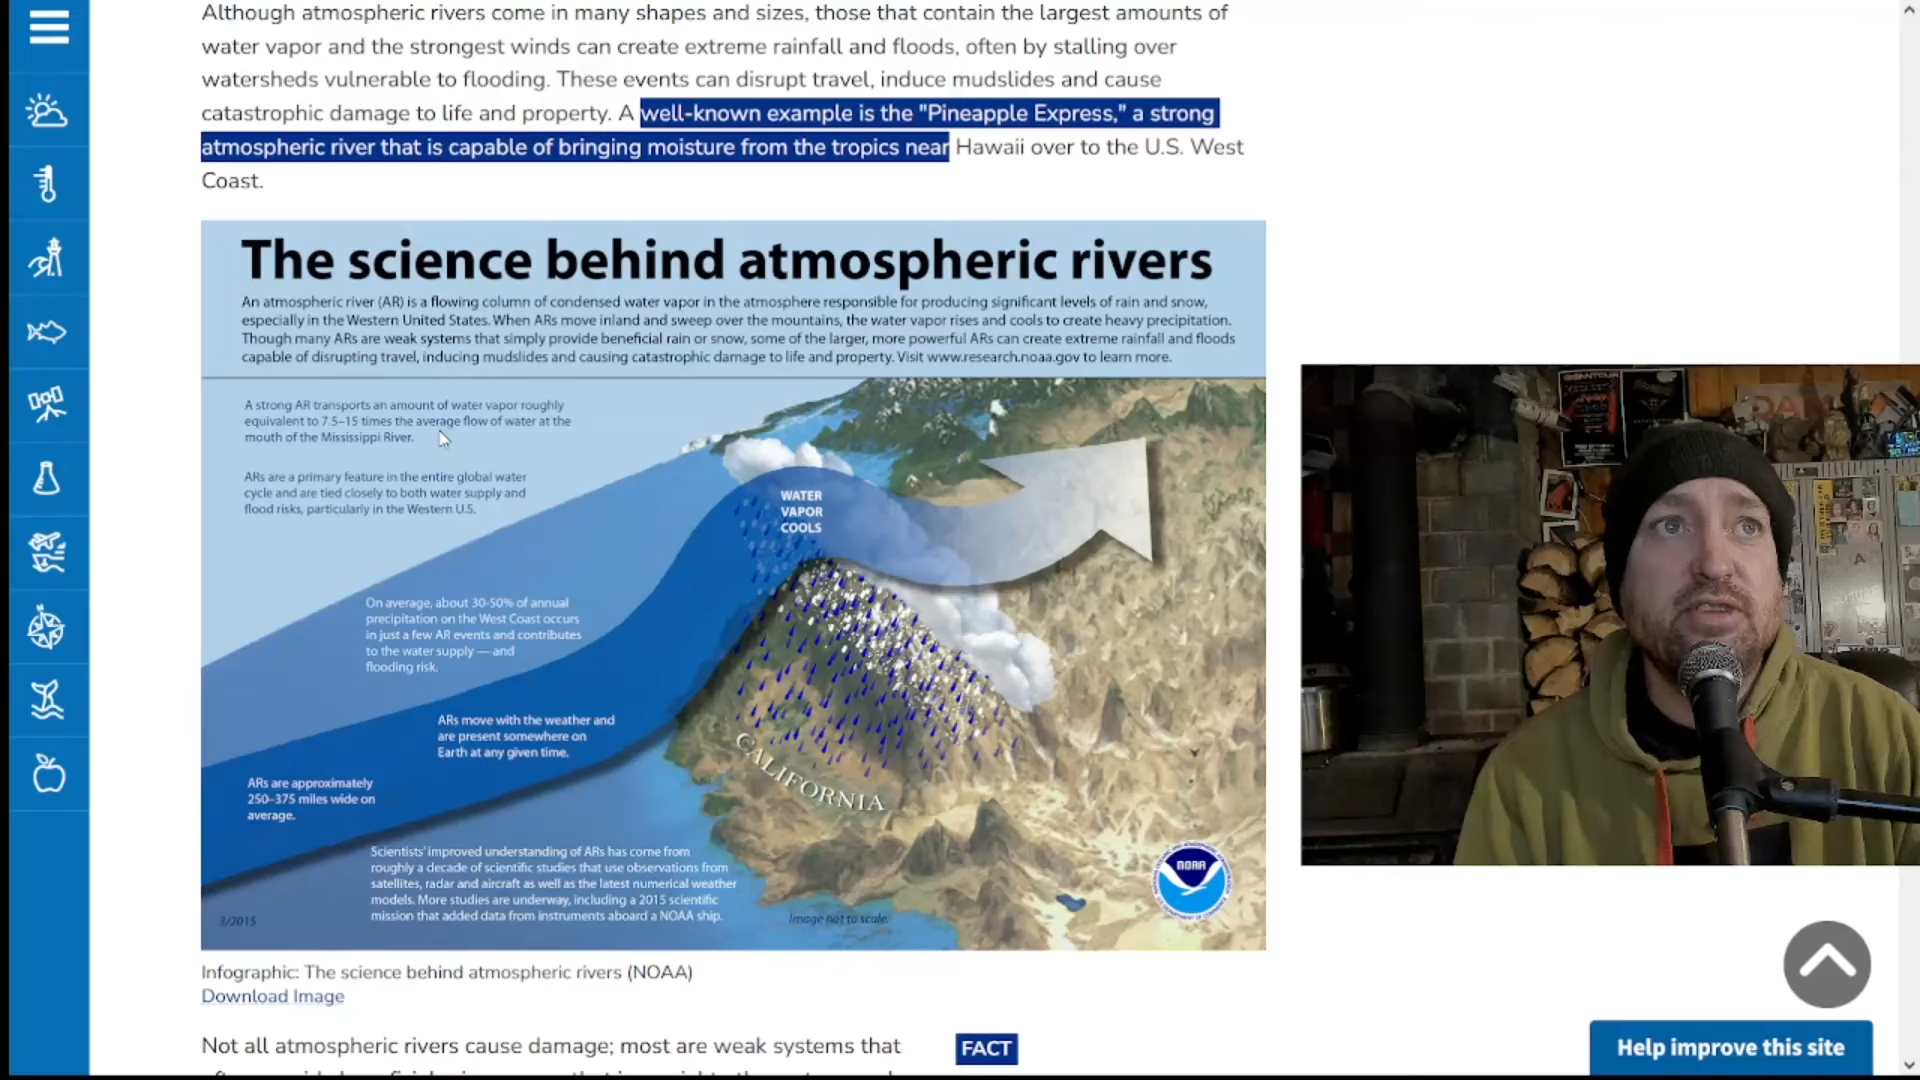 Although atmospheric rivers come in many shapes and sizes, those that contain the largest amounts of
water vapor and the strongest winds can create extreme rainfall and floods, often by stalling over
watersheds vulnerable to flooding. These events can disrupt travel, induce mudslides and cause
catastrophic damage to life and property. A well-known example is the "Pineapple Express," a strong
atmospheric river that is capable of bringing moisture from the tropics near Hawaii over to the U.S. West
Coast.
The science behind atmospheric rivers
An atmospheric river (AR) is a flowing column of condensed water vapor in the atmosphere responsible for producing significant levels of rain and snow,
especially in the Western United States. When ARs move inland and sweep over the mountains, the water vapor rises and cools to create heavy precipitation.
Though many ARs are weak systems that simply provide beneficial rain or snow, some of the larger, more powerful ARs can create extreme rainfall and floods
capable of disrupting travel, inducing mudslides and causing catastrophic damage to life and property. Visit www.research.noaa.gov to learn more.
A strong AR transports an amount of water vapor roughly
equivalent to 7.5–15 times the average flow of water at the
mouth of the Mississippi River.
ARs are a primary feature in the entire global water
cycle and are tied closely to both water supply and
flood risks, particularly in the Western U.S.
WATER
VAPOR
COOLS
On average, about 30-50% of annual
precipitation on the West Coast occurs
in just a few AR events and contributes
to the water supply — and
flooding risk.
ARs move with the weather and
are present somewhere on
Earth at any given time.
CALIFORNIA
ARs are approximately
250–375 miles wide on
average.
Scientists' improved understanding of ARs has come from
roughly a decade of scientific studies that use observations from
satellites, radar and aircraft as well as the latest numerical weather
models. More studies are underway, including a 2015 scientific
mission that added data from instruments aboard a NOAA ship.
3/2015
Image not to scale.
NOAA
Infographic: The science behind atmospheric rivers (NOAA)
Download Image
Not all atmospheric rivers cause damage; most are weak systems that
FACT
Help improve this site